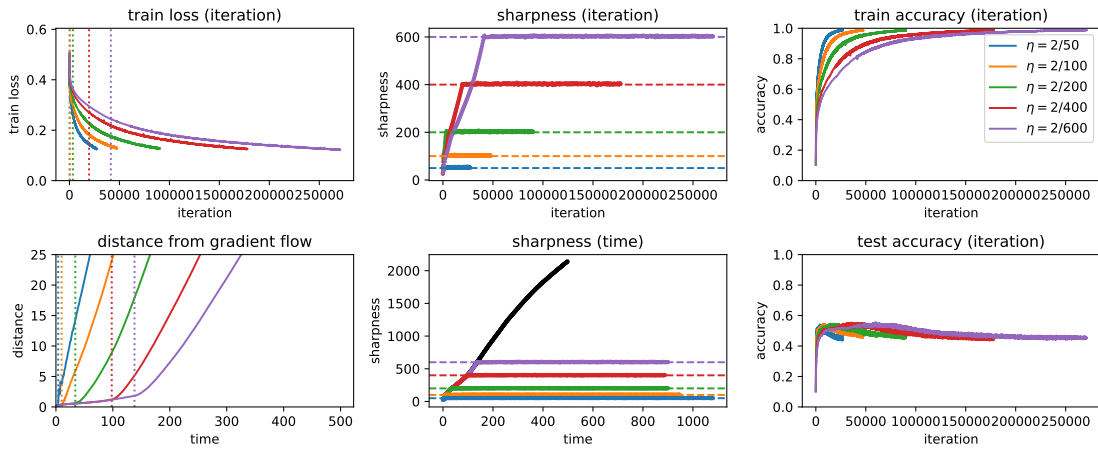 train loss (iteration)
train loss
0.6
0.4
0.2
0.0
0 50000 100000 150000 200000 250000
iteration
sharpness (iteration)
sharpness
600
400
200
0
0 50000 100000 150000 200000 250000
iteration
train accuracy (iteration)
accuracy
1.0
0.8
0.6
0.4
0.2
0.0
0 50000 100000 150000 200000 250000
iteration
η = 2/50
η = 2/100
η = 2/200
η = 2/400
η = 2/600
distance from gradient flow
distance
25
20
15
10
5
0
0 100 200 300 400 500
time
sharpness (time)
sharpness
2000
1500
1000
500
0
0 200 400 600 800 1000
time
test accuracy (iteration)
accuracy
1.0
0.8
0.6
0.4
0.2
0.0
0 50000 100000 150000 200000 250000
iteration